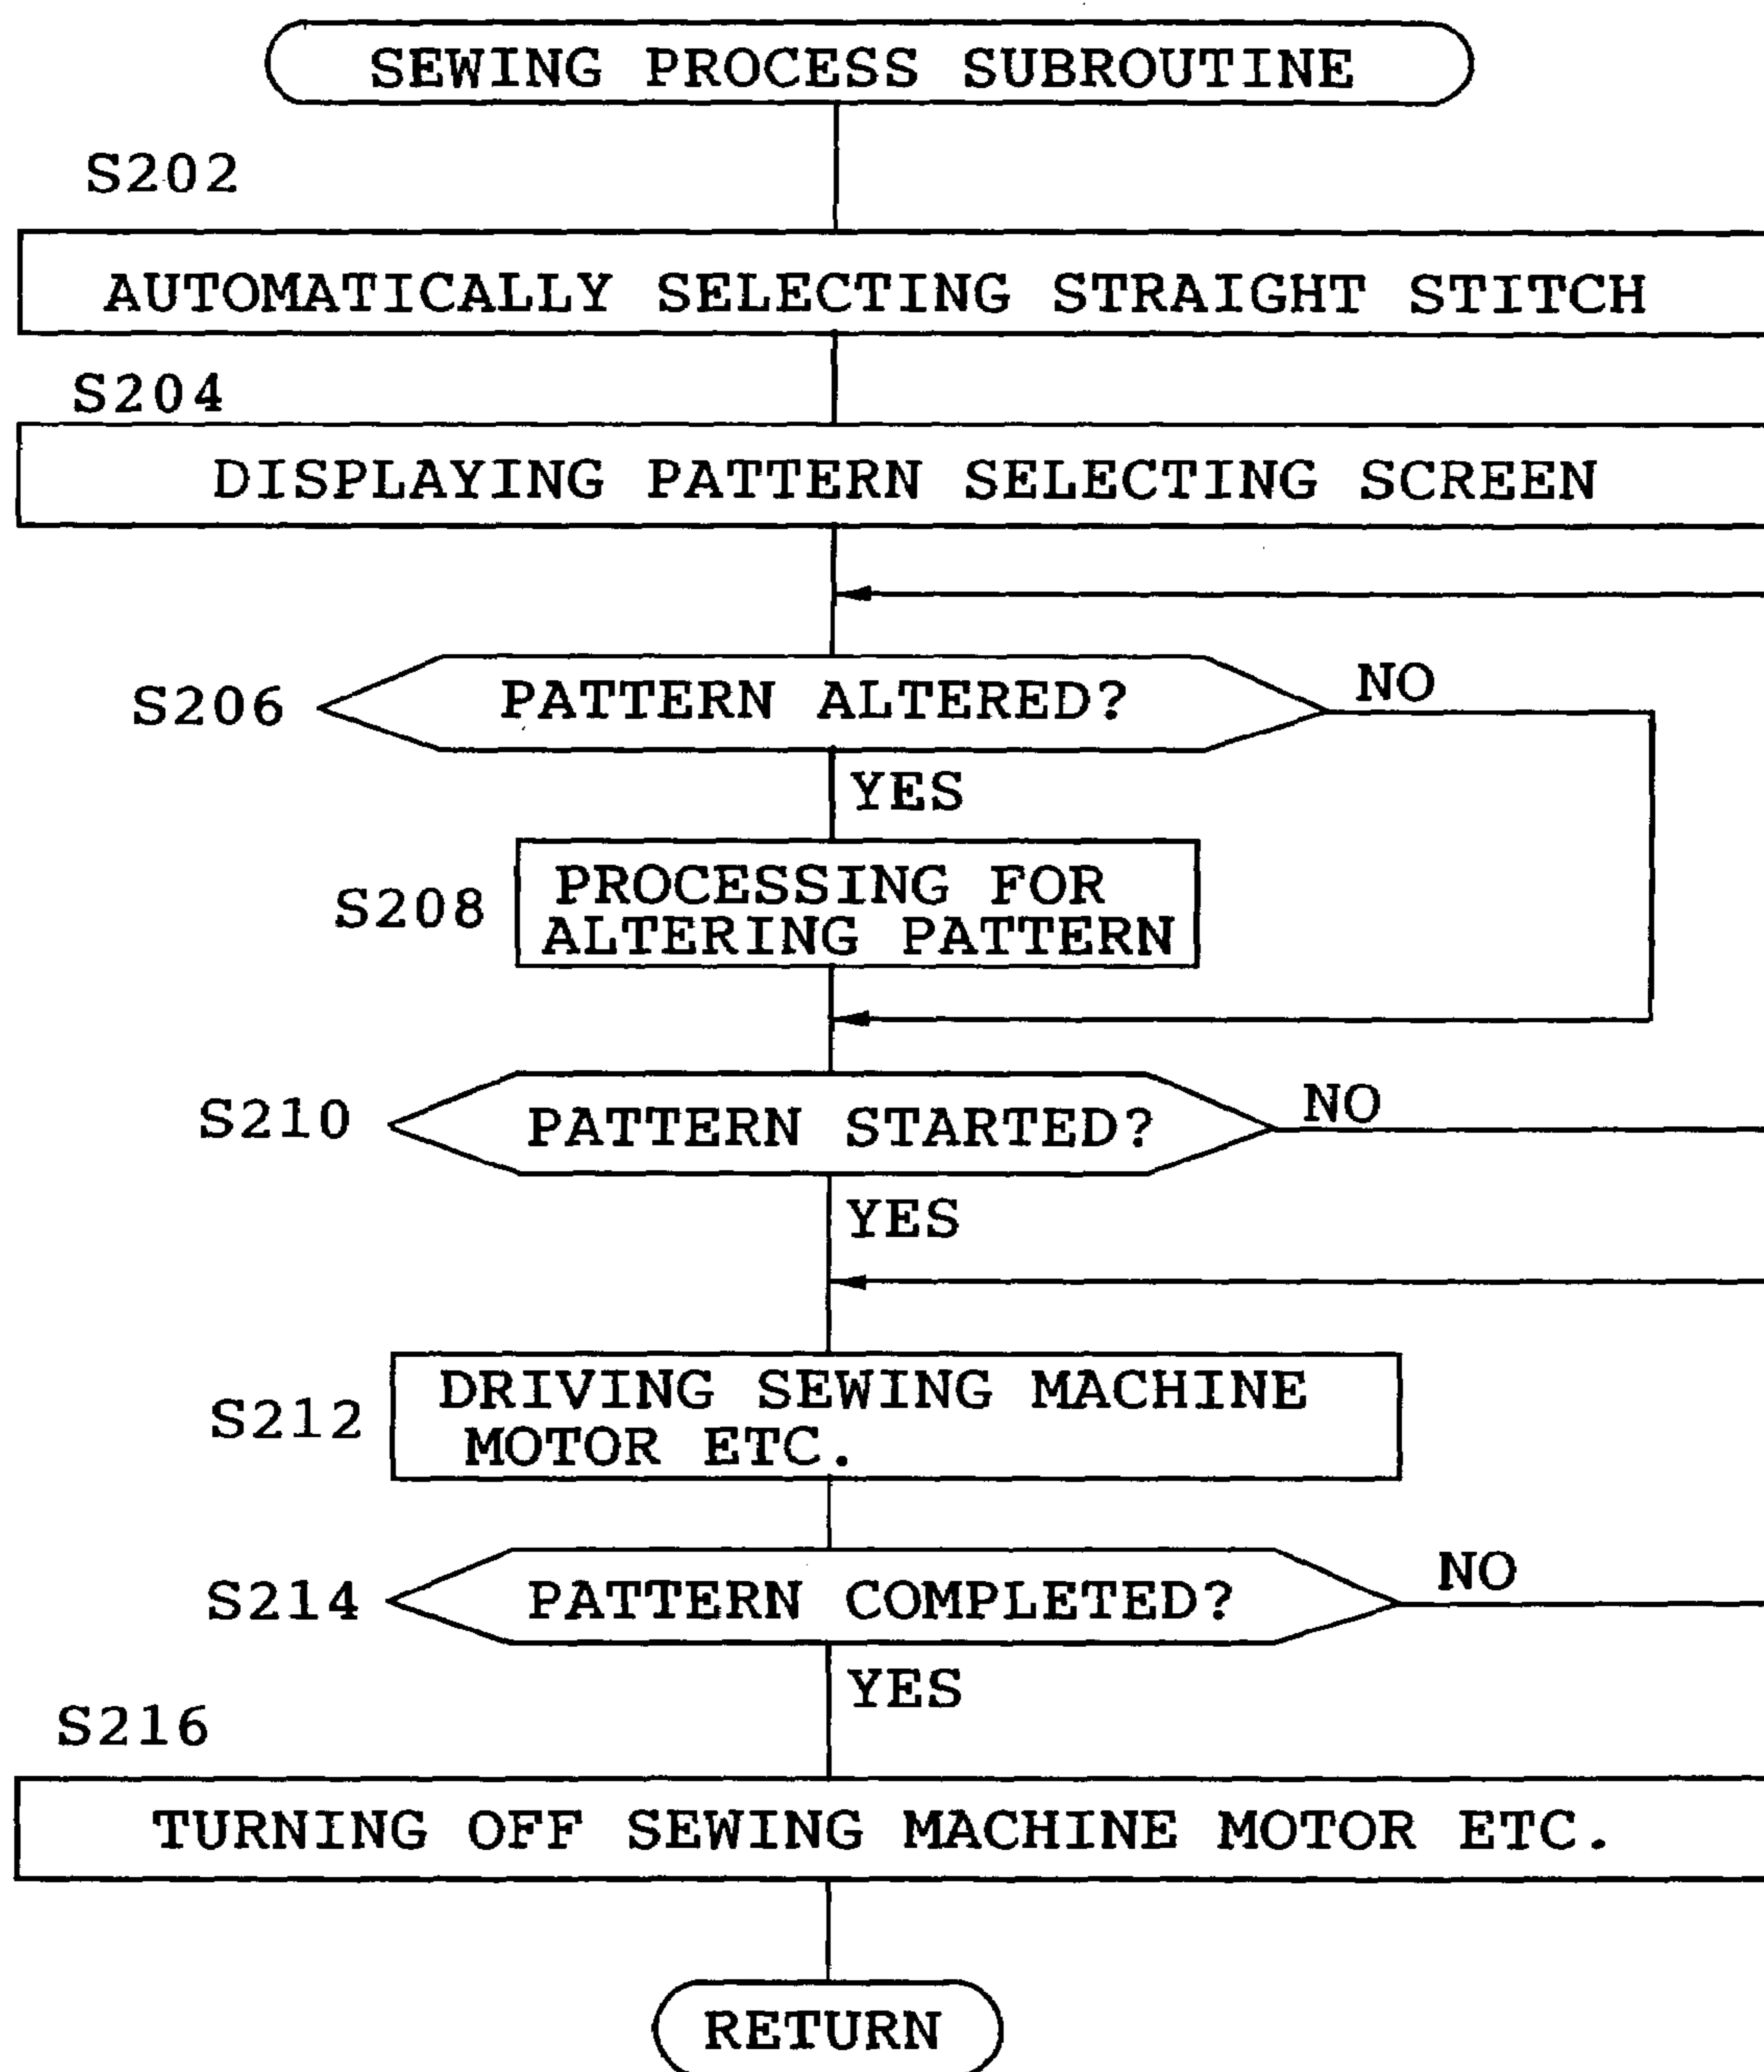 SEWING PROCESS SUBROUTINE
S202
AUTOMATICALLY SELECTING STRAIGHT STITCH
S204
DISPLAYING PATTERN SELECTING SCREEN
S206
PATTERN ALTERED?
NO
YES
S208
PROCESSING FOR
ALTERING PATTERN
S210
PATTERN STARTED?
NO
YES
S212
DRIVING SEWING MACHINE
MOTOR ETC.
S214
PATTERN COMPLETED?
NO
YES
S216
TURNING OFF SEWING MACHINE MOTOR ETC.
RETURN